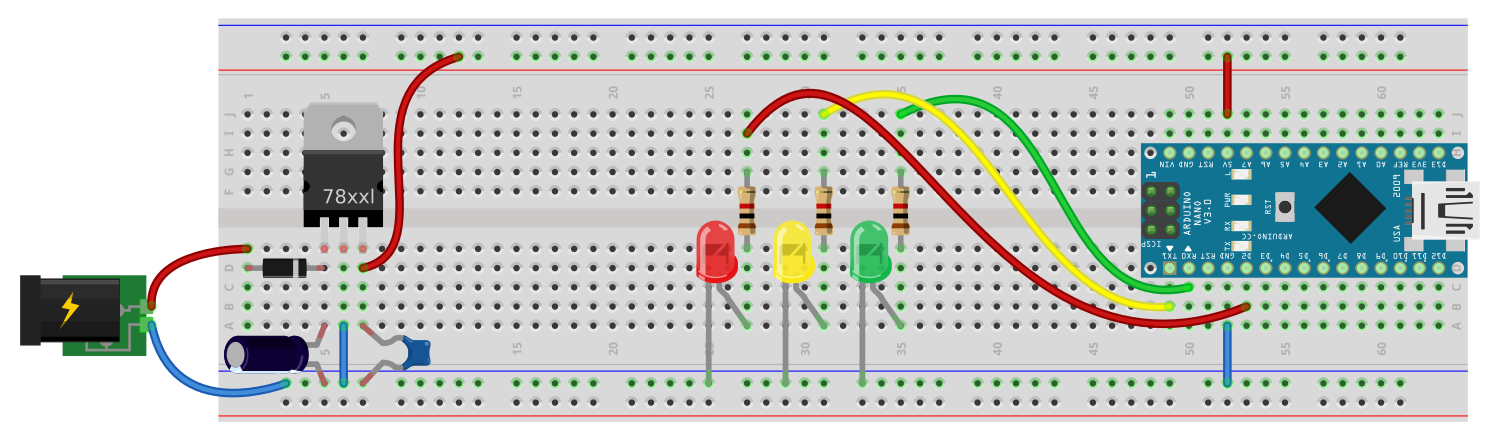 1 5 10 15 20 25 30 35 40 45 50 55 60
J
I
H
G
F
78xxl
VIN GND RST 5V A7 A6 A5 A4 A3 A2 A1 A0 REF 3V3 D13
L
PWR
RX
TX
1
ICSP
ARDUINO
NANO
V3.0
RST
ARDUINO.CC
USA
TX1 RX0 RST GND D2 D3 D4 D5 D6 D7 D8 D9 D10 D11 D12
E
D
C
B
A
5 15 20 25 30 35 40 45 50 55 60